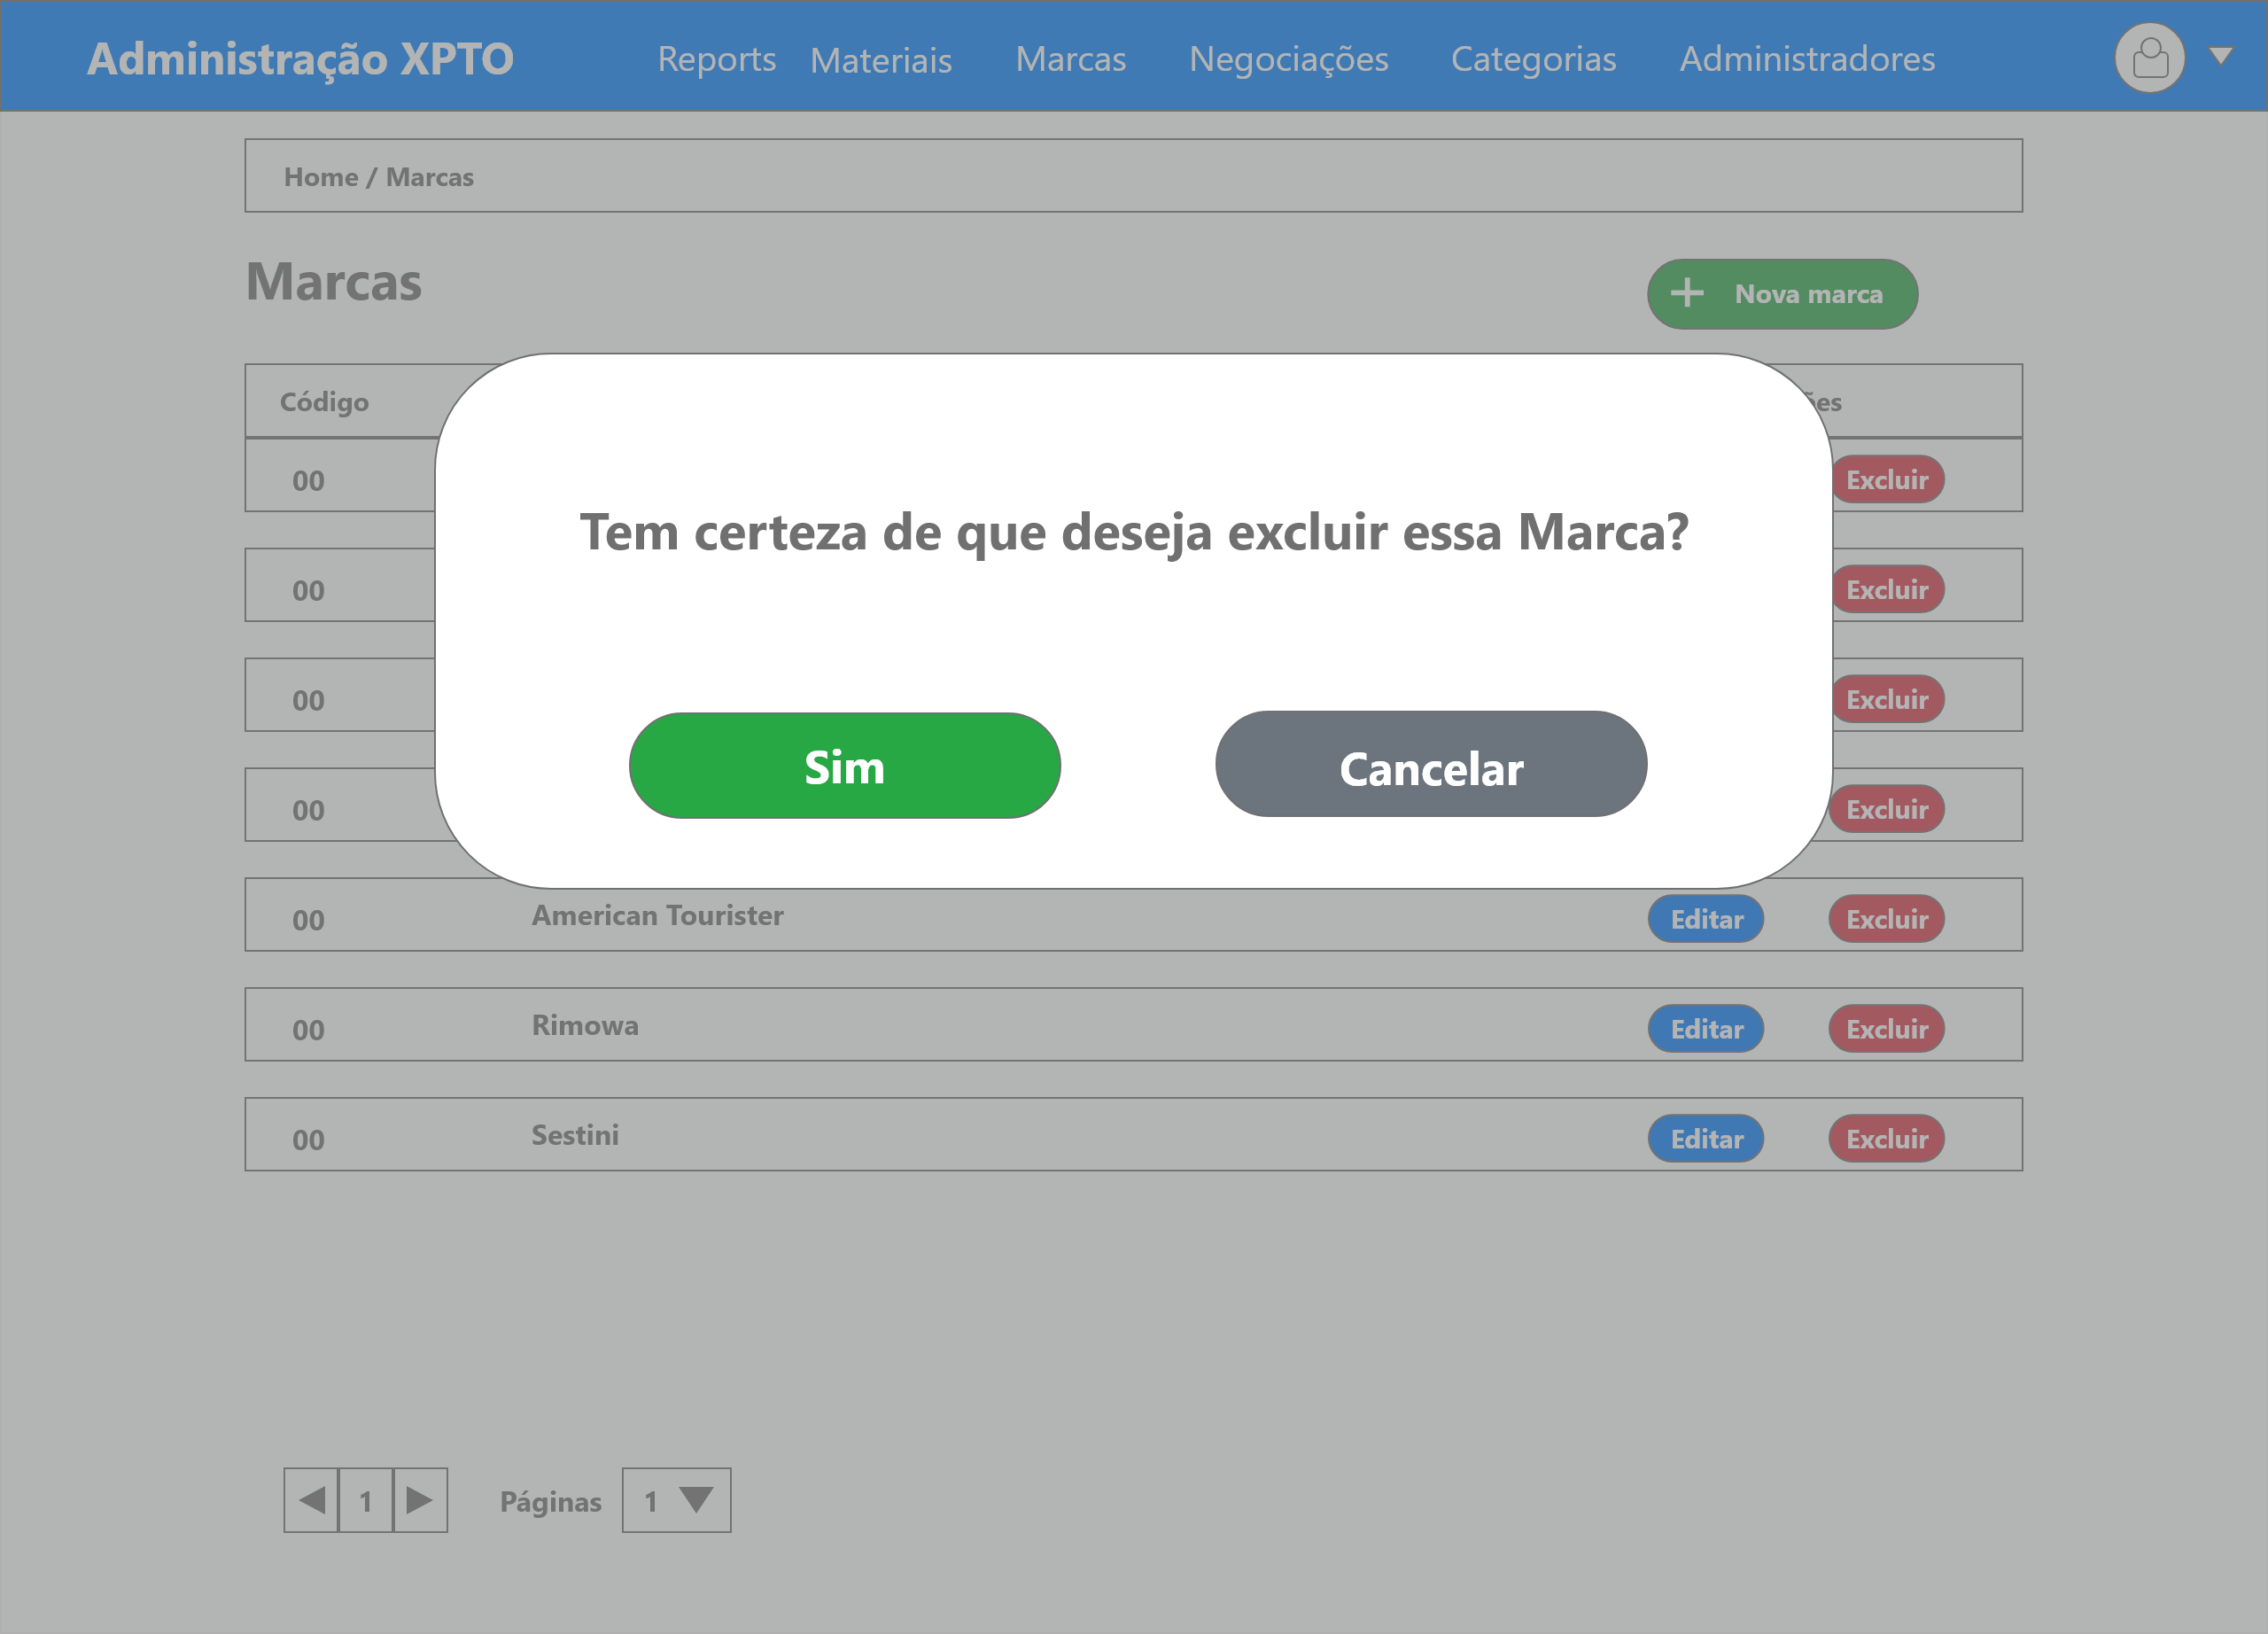 Administração XPTO Reports Materiais Marcas Negociações Categorias Administradores
Home / Marcas
Marcas
+ Nova marca
Código
00 Excluir
Tem certeza de que deseja excluir essa Marca?
00 Excluir
00 Excluir
Sim Cancelar
00 Excluir
00 American Tourister Editar Excluir
00 Rimowa Editar Excluir
00 Sestini Editar Excluir
1 Páginas 1